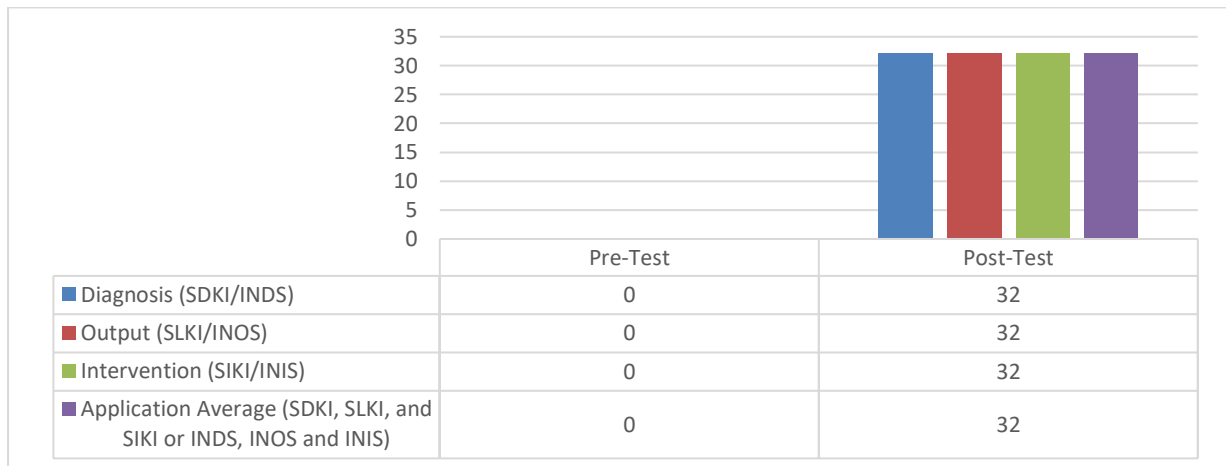 35
30
25
20
15
10
5
0
Pre-Test Post-Test
Diagnosis (SDKI/INDS) 0 32
Output (SLKI/INOS) 0 32
Intervention (SIKI/INIS) 0 32
Application Average (SDKI, SLKI, and
SIKI or INDS, INOS and INIS) 0 32